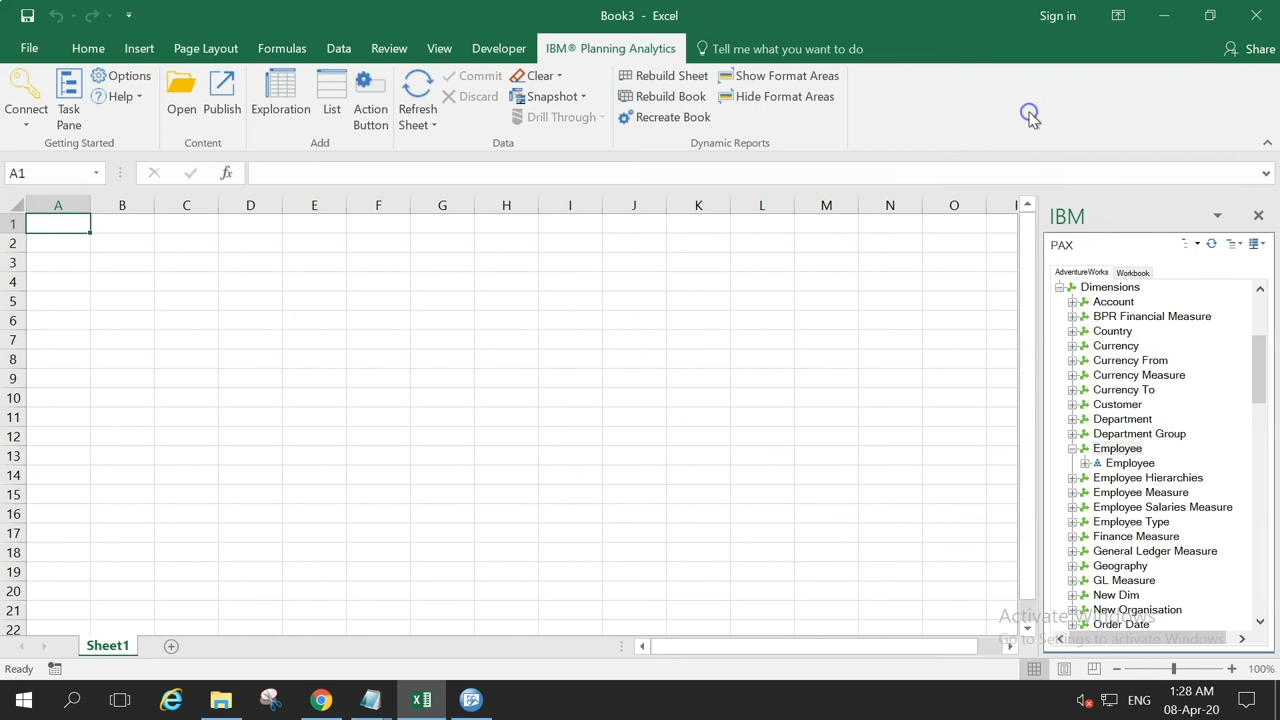 Book3 - Excel
Sign in
File Home Insert Page Layout Formulas Data Review View Developer IBM® Planning Analytics Tell me what you want to do Share
Connect
Task Pane
Options
Help
Getting Started
Open
Publish
Content
Exploration
List
Action Button
Add
Refresh Sheet
Commit
Discard
Clear
Snapshot
Drill Through
Data
Rebuild Sheet
Rebuild Book
Recreate Book
Show Format Areas
Hide Format Areas
Dynamic Reports
A1
fx
A B C D E F G H I J K L M N O
1
2
3
4
5
6
7
8
9
10
11
12
13
14
15
16
17
18
19
20
21
22
IBM
PAX
AdventureWorks Workbook
Dimensions
Account
BPR Financial Measure
Country
Currency
Currency From
Currency Measure
Currency To
Customer
Department
Department Group
Employee
Employee
Employee Hierarchies
Employee Measure
Employee Salaries Measure
Employee Type
Finance Measure
General Ledger Measure
Geography
GL Measure
New Dim
New Organisation
Order Date
Activate Windows
Go to Settings to activate Windows.
Sheet1
Ready
100%
ENG
1:28 AM
08-Apr-20